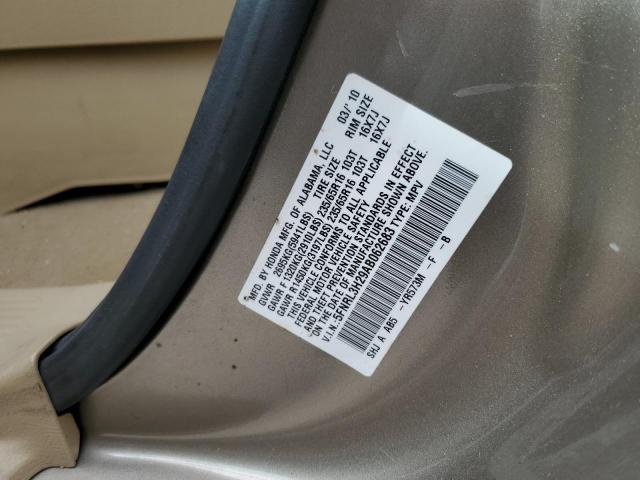 MFD. BY HONDA MFG. OF ALABAMA, LLC 03/'10
GVWR 2695KG(5941LBS) TIRE SIZE RIM SIZE
GAWR F 1320KG(2910LBS) 235/65R16 103T 16X7J
GAWR R 1450KG(3197LBS) 235/65R16 103T 16X7J
THIS VEHICLE CONFORMS TO ALL APPLICABLE
FEDERAL MOTOR VEHICLE SAFETY
AND THEFT PREVENTION STANDARDS IN EFFECT
ON THE DATE OF MANUFACTURE SHOWN ABOVE.
V.I.N. 5FNRL3H29AB062683 TYPE: MPV
SHJ A A85 -YR573M -F -B